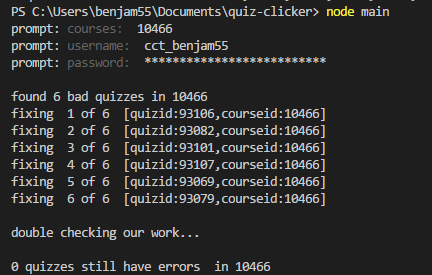 PS C:\Users\benjam55\Documents\quiz-clicker> node main
prompt: courses:  10466
prompt: username:  cct_benjam55
prompt: password:  **************************
found 6 bad quizzes in 10466
fixing  1 of 6  [quizid:93106,courseid:10466]
fixing  2 of 6  [quizid:93082,courseid:10466]
fixing  3 of 6  [quizid:93101,courseid:10466]
fixing  4 of 6  [quizid:93107,courseid:10466]
fixing  5 of 6  [quizid:93069,courseid:10466]
fixing  6 of 6  [quizid:93079,courseid:10466]
double checking our work...
0 quizzes still have errors  in 10466